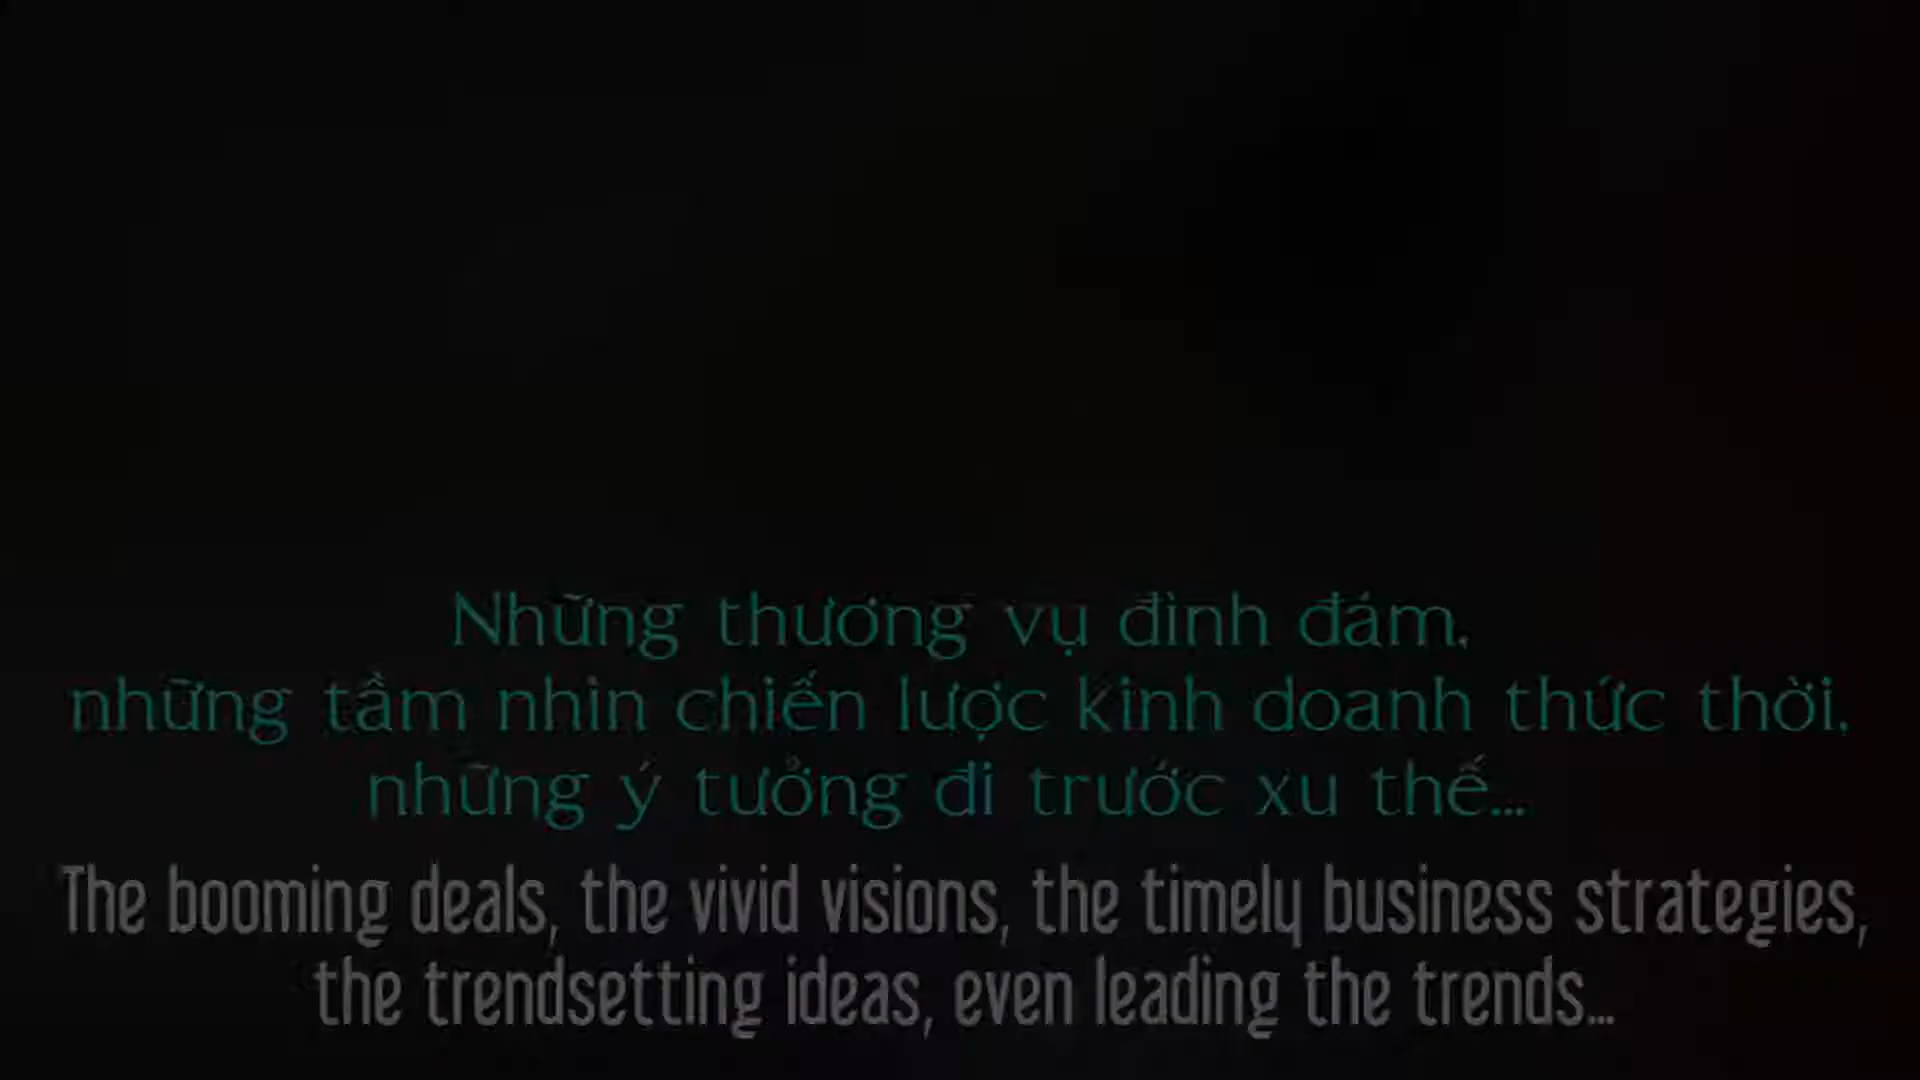 Những thương vụ đình đám,
những tầm nhìn chiến lược kinh doanh thức thời,
những ý tưởng đi trước xu thế...
The booming deals, the vivid visions, the timely business strategies,
the trendsetting ideas, even leading the trends...